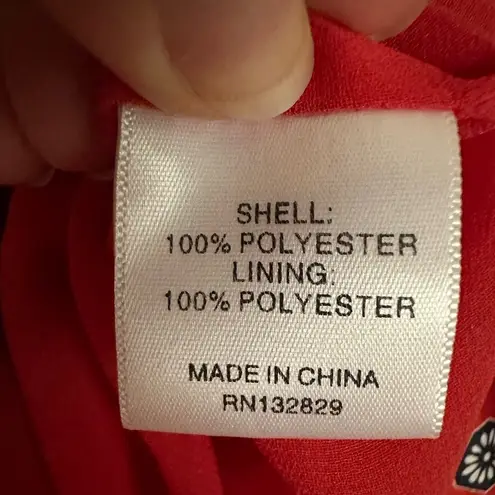 SHELL:
100% POLYESTER
LINING:
100% POLYESTER
MADE IN CHINA
RN132829